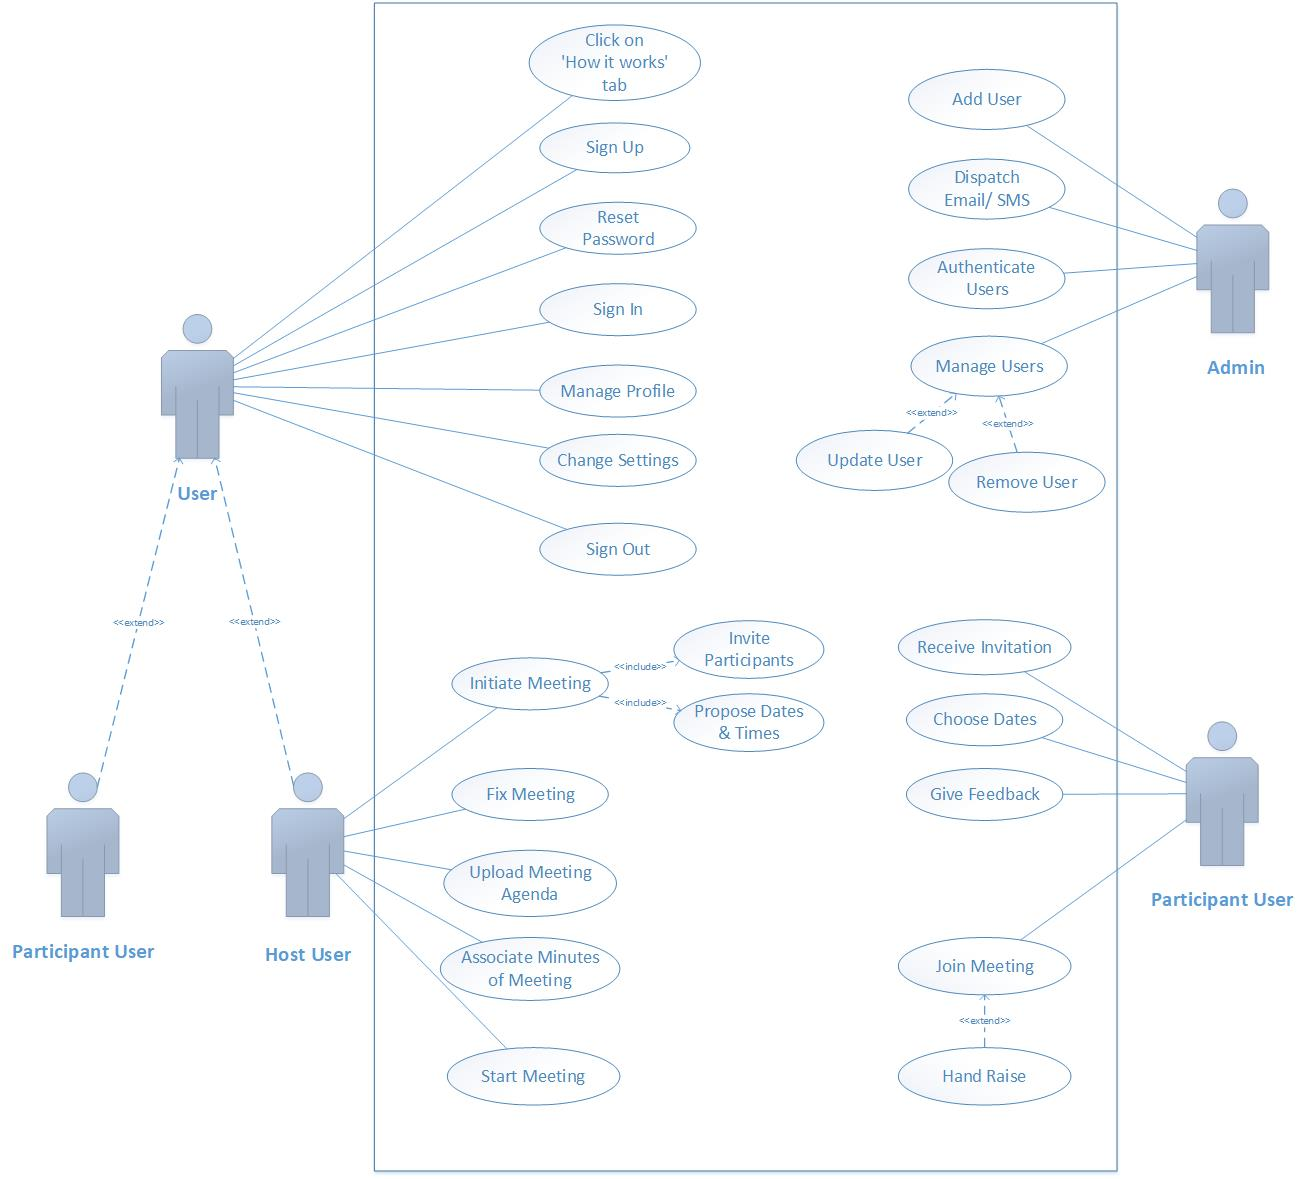 Click on
'How it works'
tab
Sign Up
Reset
Password
Sign In
Manage Profile
Change Settings
Sign Out
User
<<extend>>
<<extend>>
Participant User
Host User
Initiate Meeting
<<include>>
<<include>>
Invite
Participants
Propose Dates
& Times
Fix Meeting
Upload Meeting
Agenda
Associate Minutes
of Meeting
Start Meeting
Add User
Dispatch
Email/ SMS
Authenticate
Users
Manage Users
<<extend>>
<<extend>>
Update User
Remove User
Admin
Receive Invitation
Choose Dates
Give Feedback
Participant User
Join Meeting
<<extend>>
Hand Raise